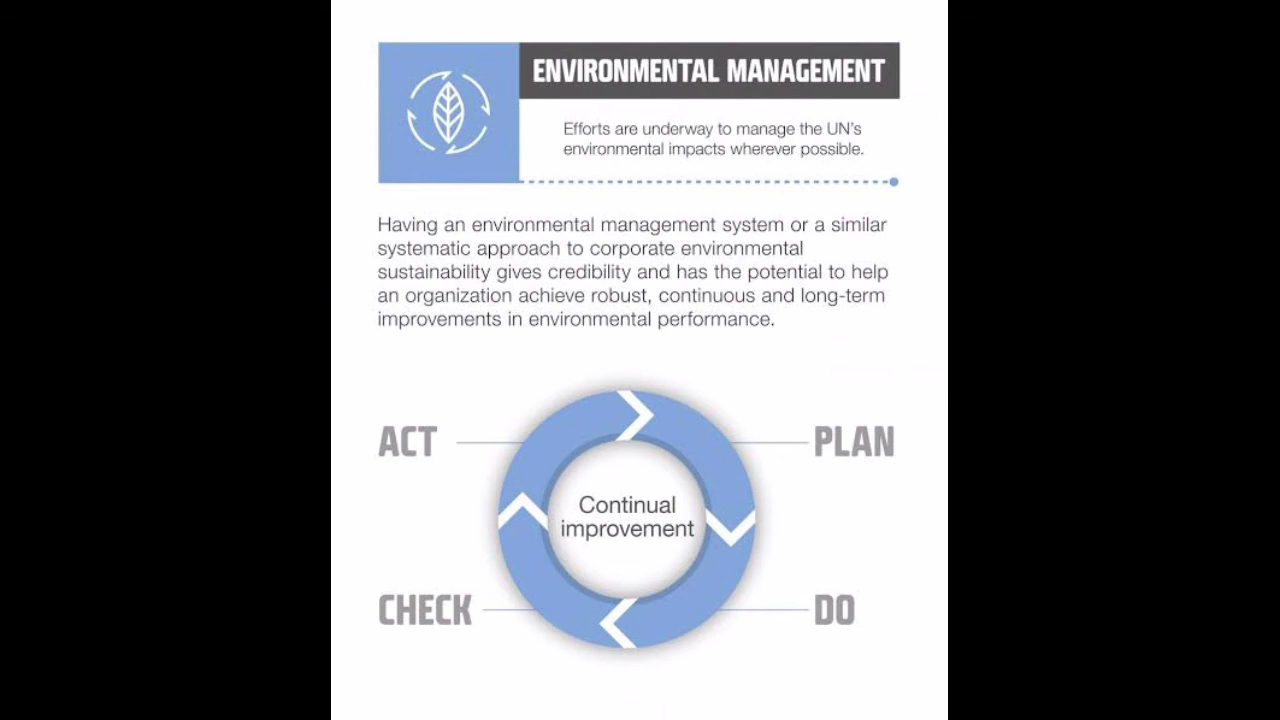 ENVIRONMENTAL MANAGEMENT
Efforts are underway to manage the UN's
environmental impacts wherever possible.
Having an environmental management system or a similar
systematic approach to corporate environmental
sustainability gives credibility and has the potential to help
an organization achieve robust, continuous and long-term
improvements in environmental performance.
ACT
PLAN
Continual
improvement
CHECK
DO